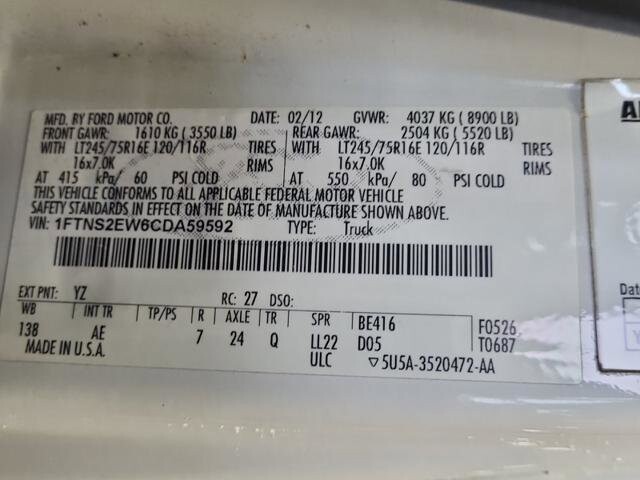 MFD. BY FORD MOTOR CO. DATE: 02/12 GVWR: 4037 KG ( 8900 LB)
FRONT GAWR: 1610 KG ( 3550 LB) REAR GAWR: 2504 KG ( 5520 LB)
WITH LT245/75R16E 120/116R TIRES WITH LT245/75R16E 120/116R TIRES
16x7.0K RIMS 16x7.0K RIMS
AT 415 kPa/ 60 PSI COLD AT 550 kPa/ 80 PSI COLD
THIS VEHICLE CONFORMS TO ALL APPLICABLE FEDERAL MOTOR VEHICLE
SAFETY STANDARDS IN EFFECT ON THE DATE OF MANUFACTURE SHOWN ABOVE.
VIN: 1FTNS2EW6CDA59592 TYPE: Truck
EXT PNT: YZ RC: 27 DSO:
WB INT TR TP/PS R AXLE TR SPR BE416 F0526
138 AE 7 24 Q LL22 D05 T0687
MADE IN U.S.A. ULC ▽5U5A-3520472-AA
Dat